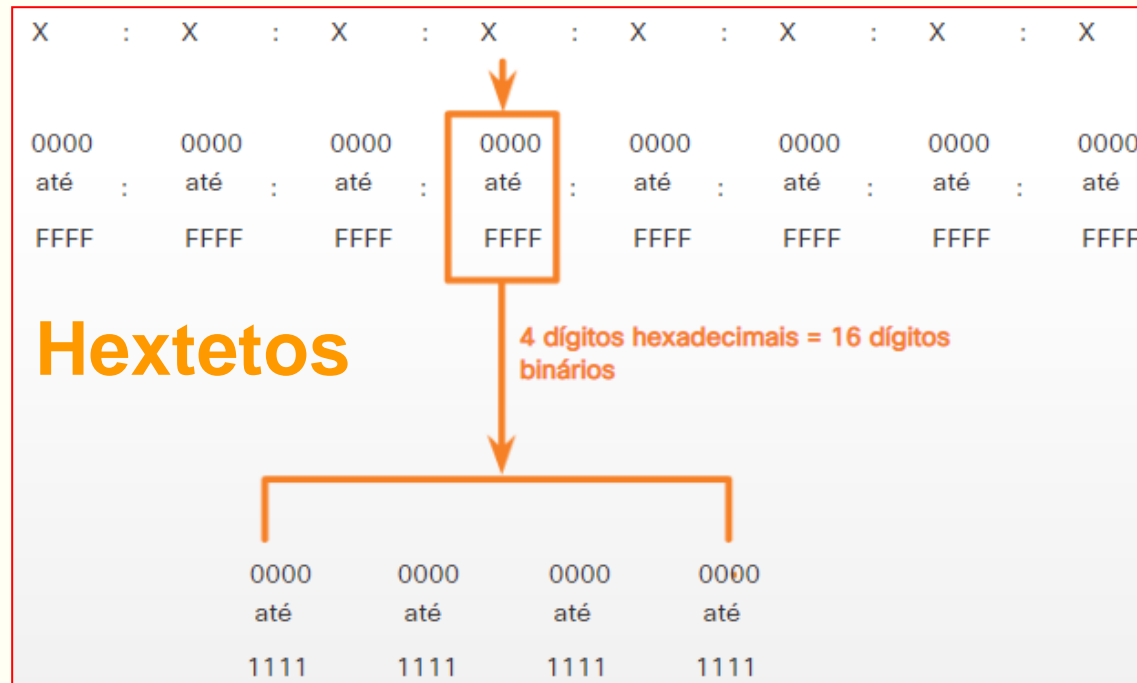 X : X : X : X : X : X : X : X
0000 0000 0000 0000 0000 0000 0000 0000
até : até : até : até : até : até : até : até
FFFF FFFF FFFF FFFF FFFF FFFF FFFF FFFF
Hextetos
4 dígitos hexadecimais = 16 dígitos
binários
0000 0000 0000 0000
até até até até
1111 1111 1111 1111